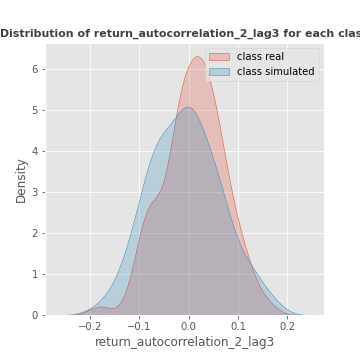 Distribution of return_autocorrelation_2_lag3 for each clas
class real
class simulated
6
5
4
3
2
1
0
Density
−0.2
−0.1
0.0
0.1
0.2
return_autocorrelation_2_lag3